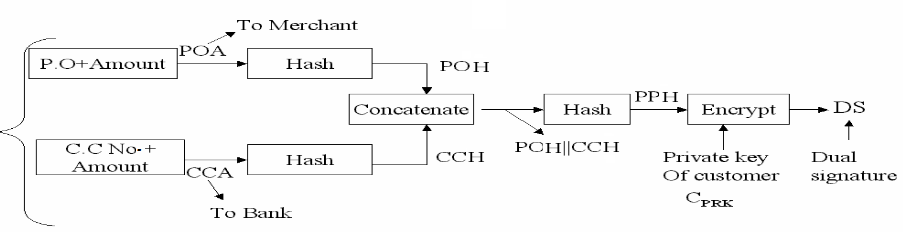 To Merchant
POA
P.O+Amount
Hash
POH
Concatenate
Hash
PPH
Encrypt
DS
C.C No.+
Amount
CCA
Hash
CCH
PCH||CCH
To Bank
Private key
Of customer
CPRK
Dual
signature